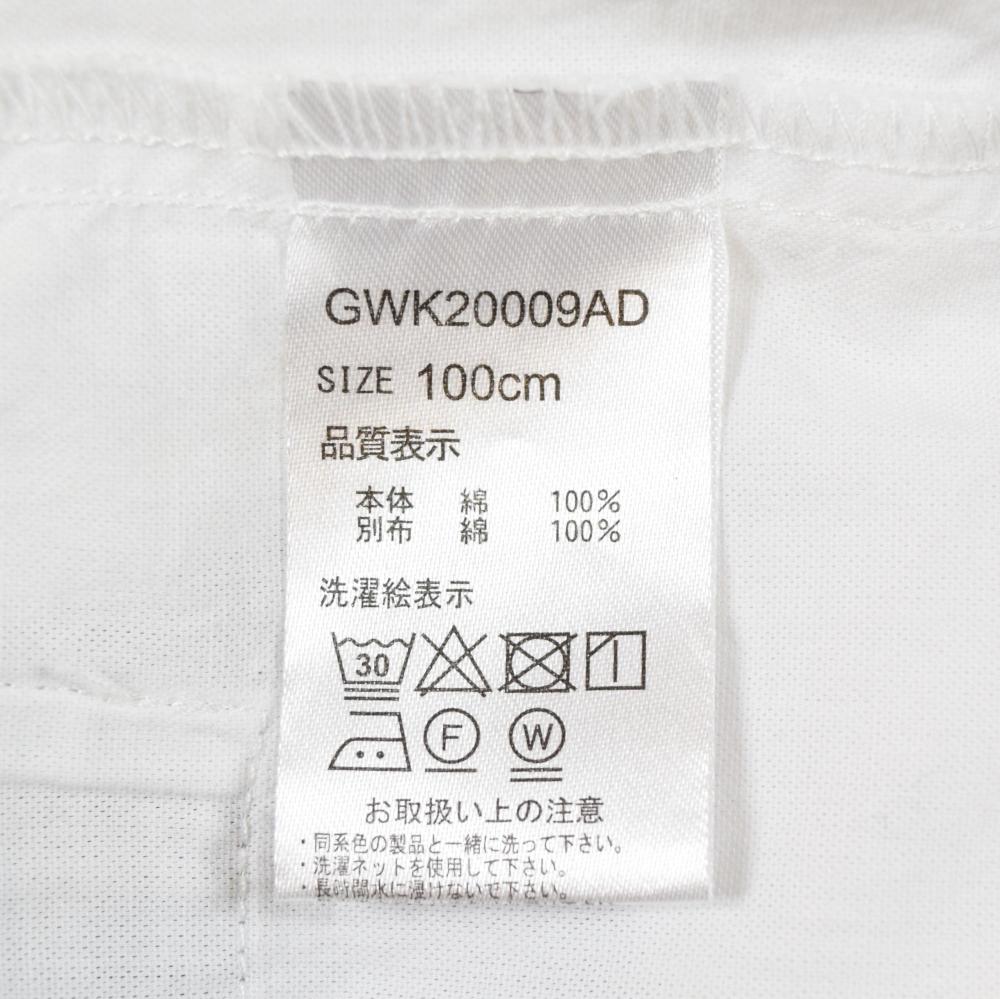 GWK20009AD
SIZE 100cm
品質表示
本体 綿 100%
別布 綿 100%
洗濯絵表示
30
F W
お取扱い上の注意
・同系色の製品と一緒に洗って下さい。
・洗濯ネットを使用して下さい。
・長時間水に浸けないで下さい。